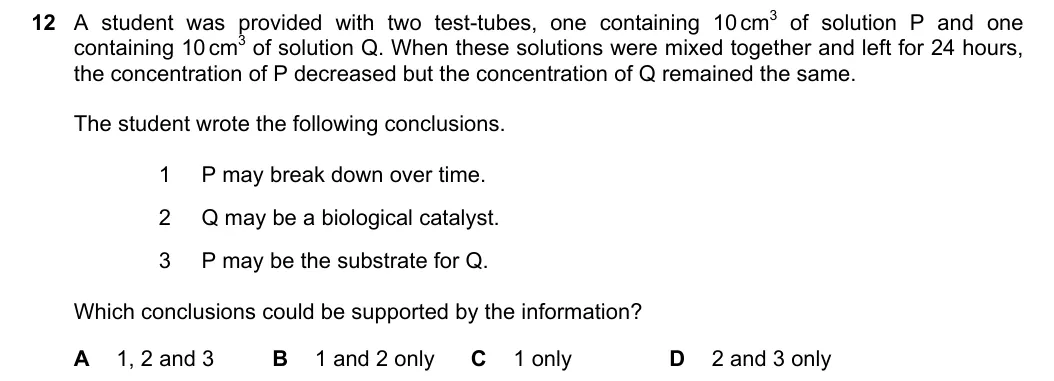 12 A student was provided with two test-tubes, one containing 10 cm³ of solution P and one
containing 10 cm³ of solution Q. When these solutions were mixed together and left for 24 hours,
the concentration of P decreased but the concentration of Q remained the same.
The student wrote the following conclusions.
1 P may break down over time.
2 Q may be a biological catalyst.
3 P may be the substrate for Q.
Which conclusions could be supported by the information?
A 1, 2 and 3 B 1 and 2 only C 1 only D 2 and 3 only